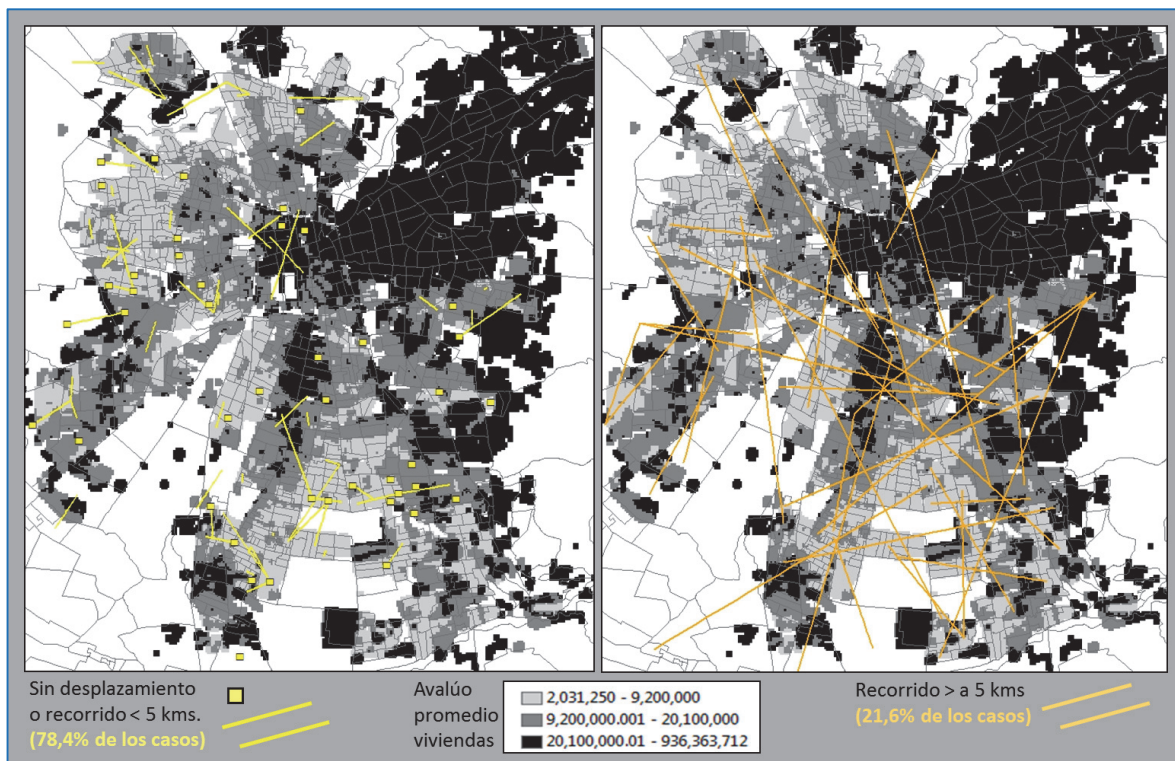 Sin desplazamiento
o recorrido < 5 kms.
(78,4% de los casos)
Avalúo
promedio
viviendas
2,031,250 - 9,200,000
9,200,000.001 - 20,100,000
20,100,000.01 - 936,363,712
Recorrido > a 5 kms
(21,6% de los casos)